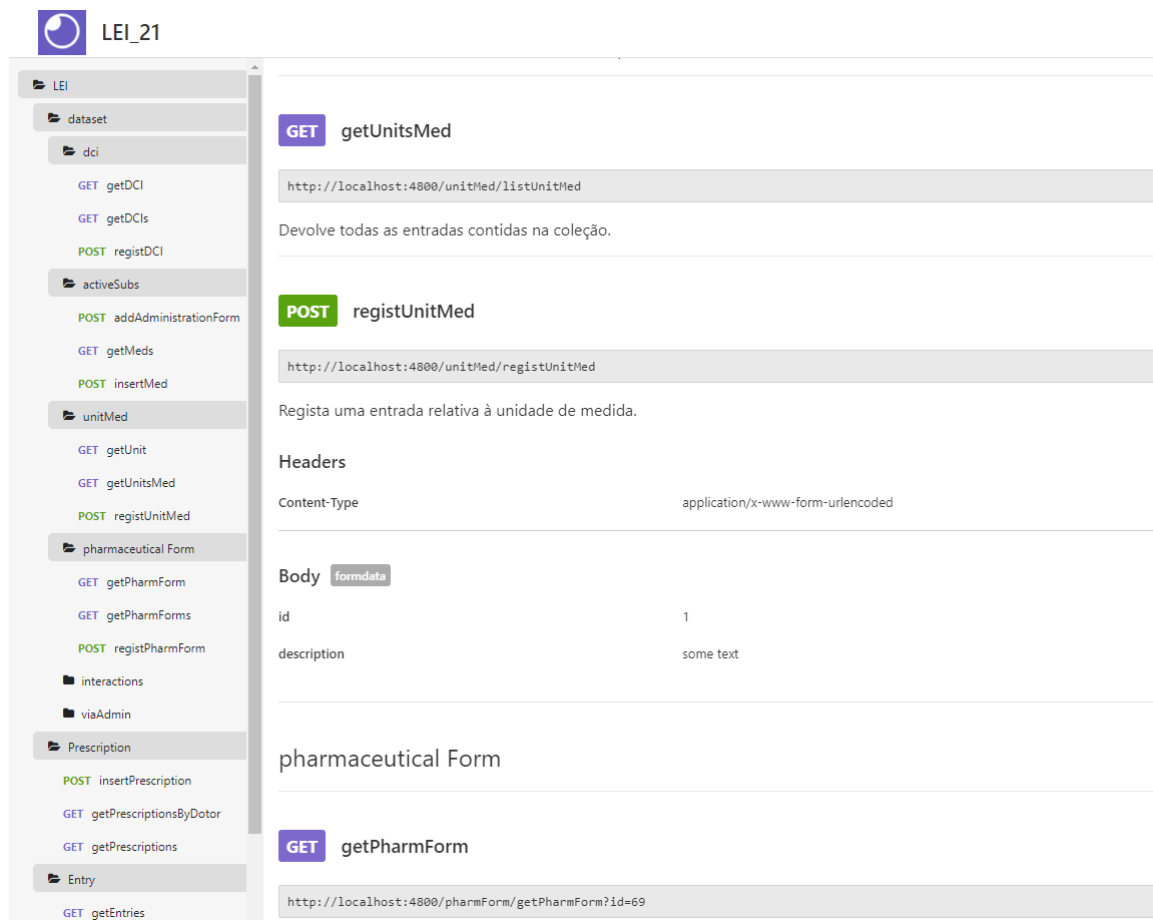 LEI_21
LEI
dataset
dci
GET getDCI
GET getDCIs
POST registDCI
activeSubs
POST addAdministrationForm
GET getMeds
POST insertMed
unitMed
GET getUnit
GET getUnitsMed
POST registUnitMed
pharmaceutical Form
GET getPharmForm
GET getPharmForms
POST registPharmForm
interactions
viaAdmin
Prescription
POST insertPrescription
GET getPrescriptionsByDotor
GET getPrescriptions
Entry
GET getEntries
GET getUnitsMed
http://localhost:4800/unitMed/listUnitMed
Devolve todas as entradas contidas na coleção.
POST registUnitMed
http://localhost:4800/unitMed/registUnitMed
Regista uma entrada relativa à unidade de medida.
Headers
Content-Type application/x-www-form-urlencoded
Body formdata
id 1
description some text
pharmaceutical Form
GET getPharmForm
http://localhost:4800/pharmForm/getPharmForm?id=69